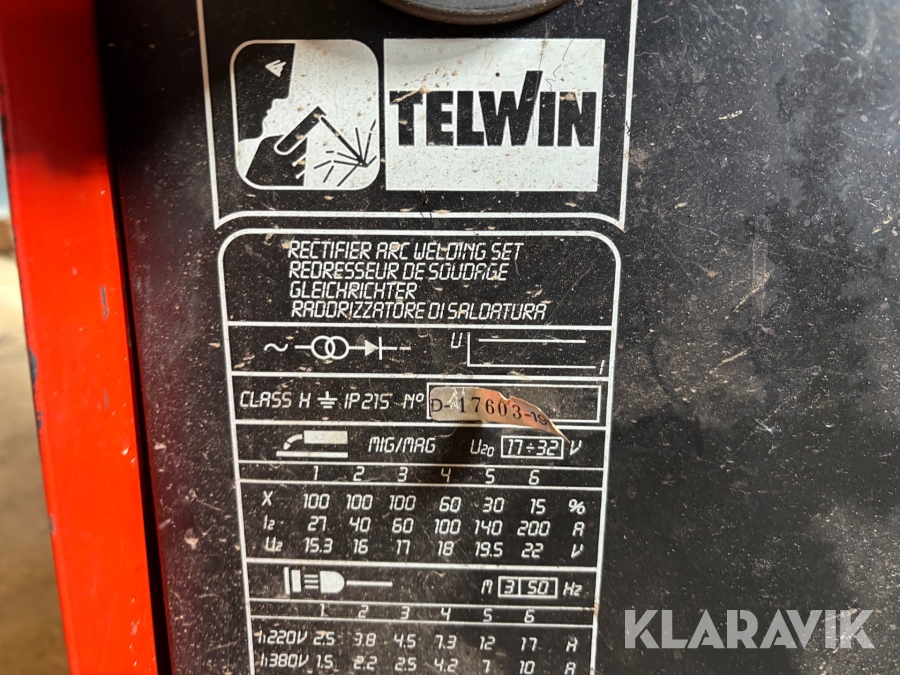 TELWIN
RECTIFIER ARC WELDING SET
REDRESSEUR DE SOUDAGE
GLEICHRICHTER
RADDRIZZATORE DI SALDATURA
U
I
CLASS H IP21S Nº D-17603-19
MIG/MAG U20 17÷32 V
1 2 3 4 5 6
X 100 100 100 60 30 15 %
I2 27 40 60 100 140 200 A
U2 15.3 16 17 18 19.5 22 V
3 50 Hz
1 2 3 4 5 6
I1 220V 2.5 3.8 4.5 7.3 12 17 A
I1 380V 1.5 2.2 2.5 4.2 7 10 A
KLARAVIK